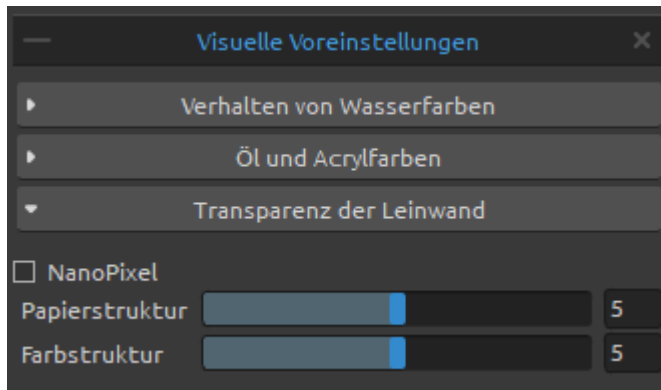 Visuelle Voreinstellungen
Verhalten von Wasserfarben
Öl und Acrylfarben
Transparenz der Leinwand
NanoPixel
Papierstruktur 5
Farbstruktur 5